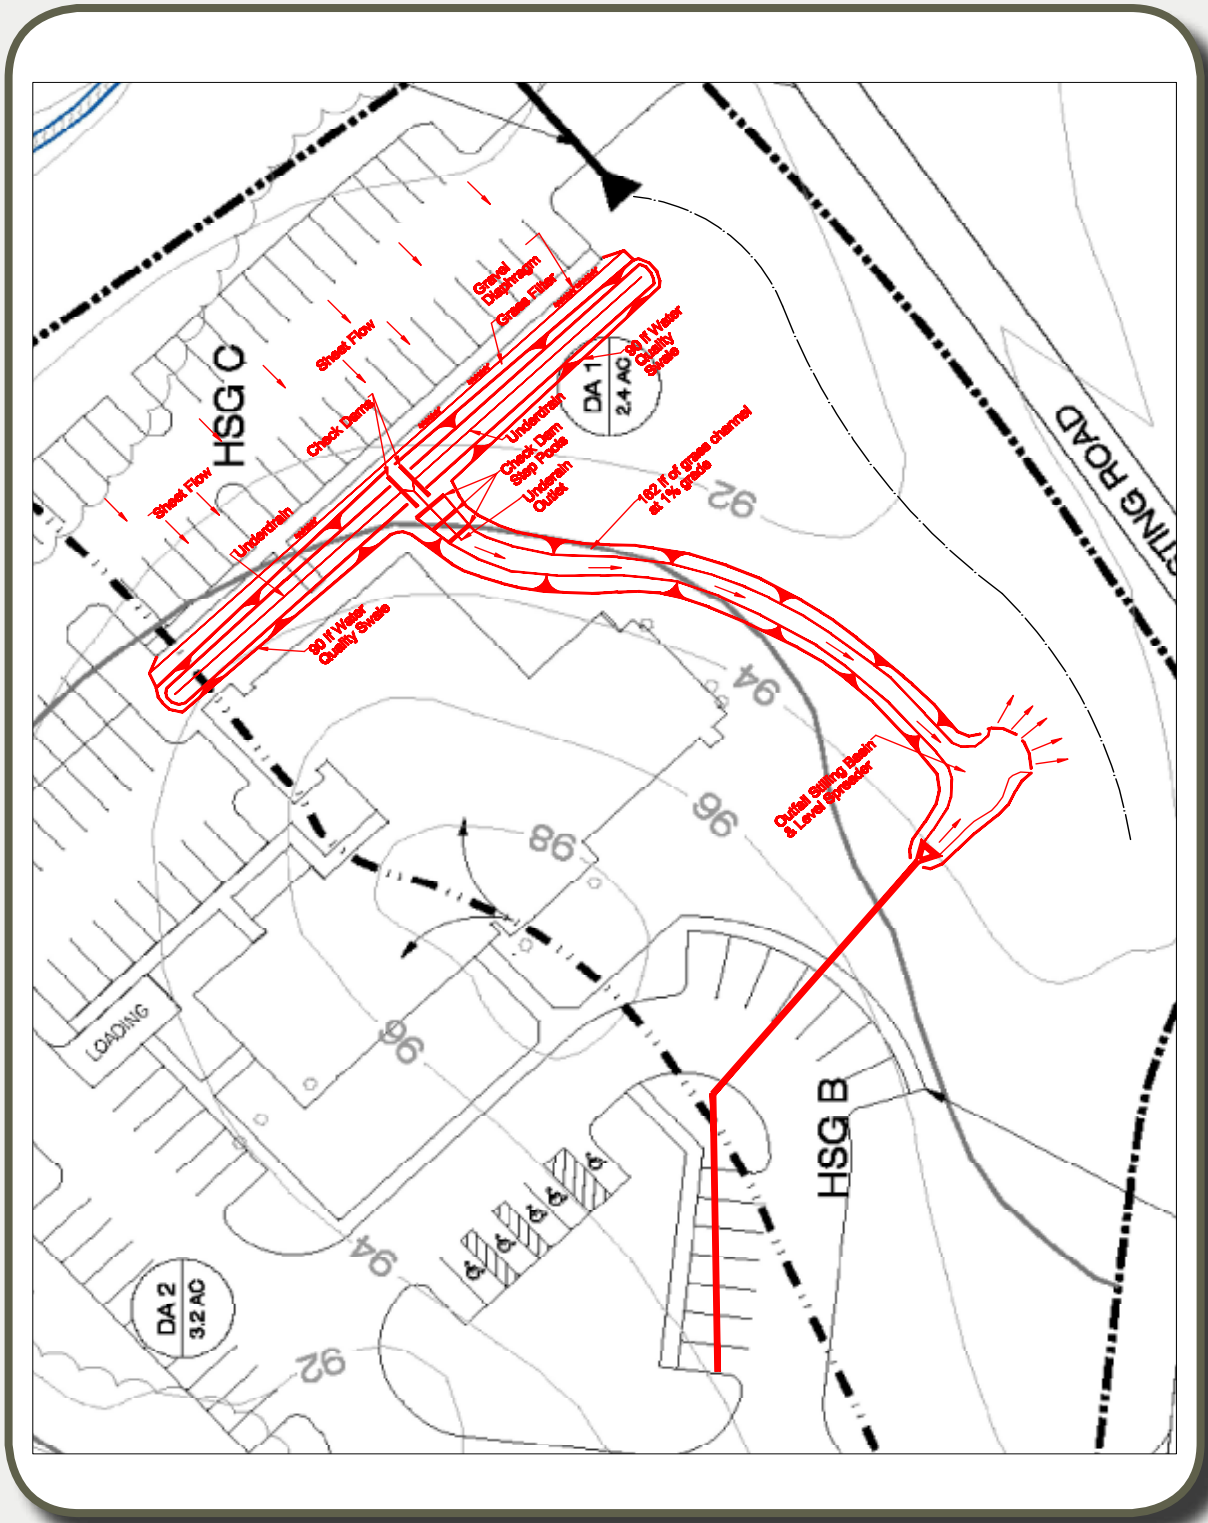 Gravel
Diaphragm
Grass Filter
Sheet Flow
90 lf Water
Quality
Swale
HSG C
DA 1
2.4 AC
Check Dams
Underdrain
Check Dam
Step Pools
Underain
Outlet
162 lf of grass channel
at 1% grade
92
STING ROAD
Sheet Flow
Underdrain
90 lf Water
Quality Swale
94
Outfall Stilling Basin
& Level Spreader
96
98
LOADING
96
HSG B
94
DA 2
3.2 AC
92